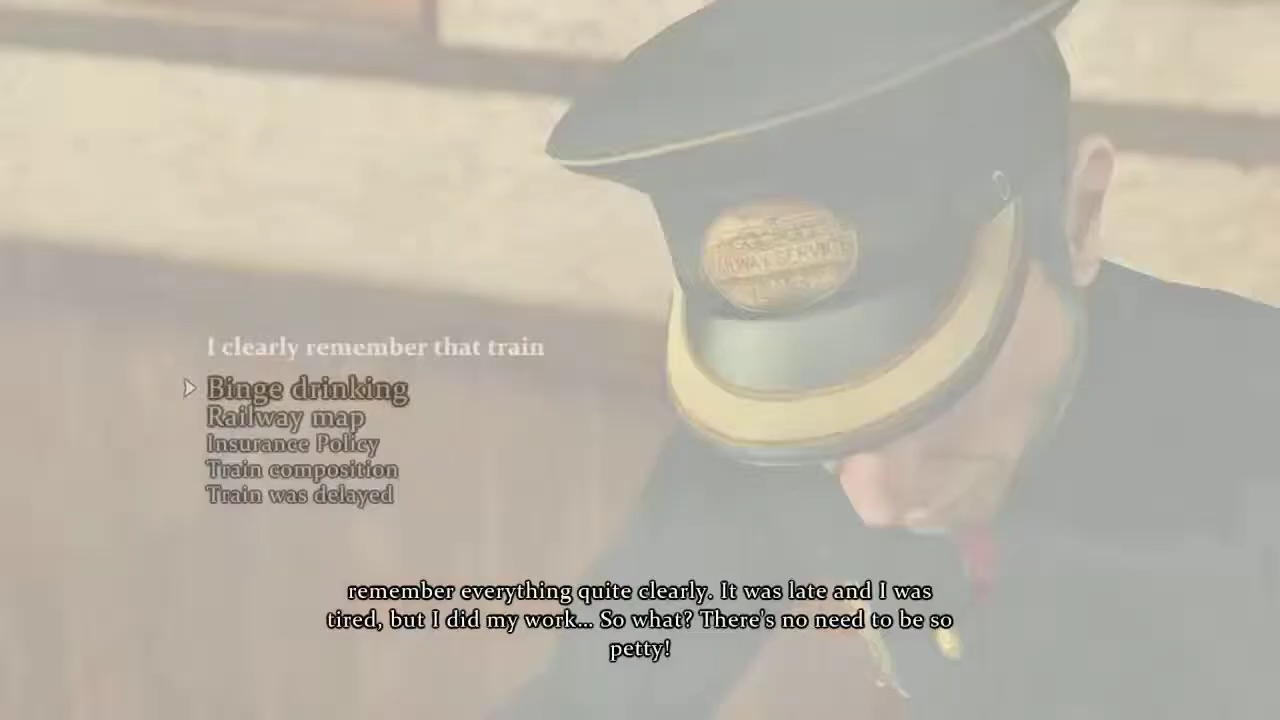 I clearly remember that train
Binge drinking
Railway map
Insurance Policy
Train composition
Train was delayed
remember everything quite clearly. It was late and I was
tired, but I did my work... So what? There's no need to be so
petty!